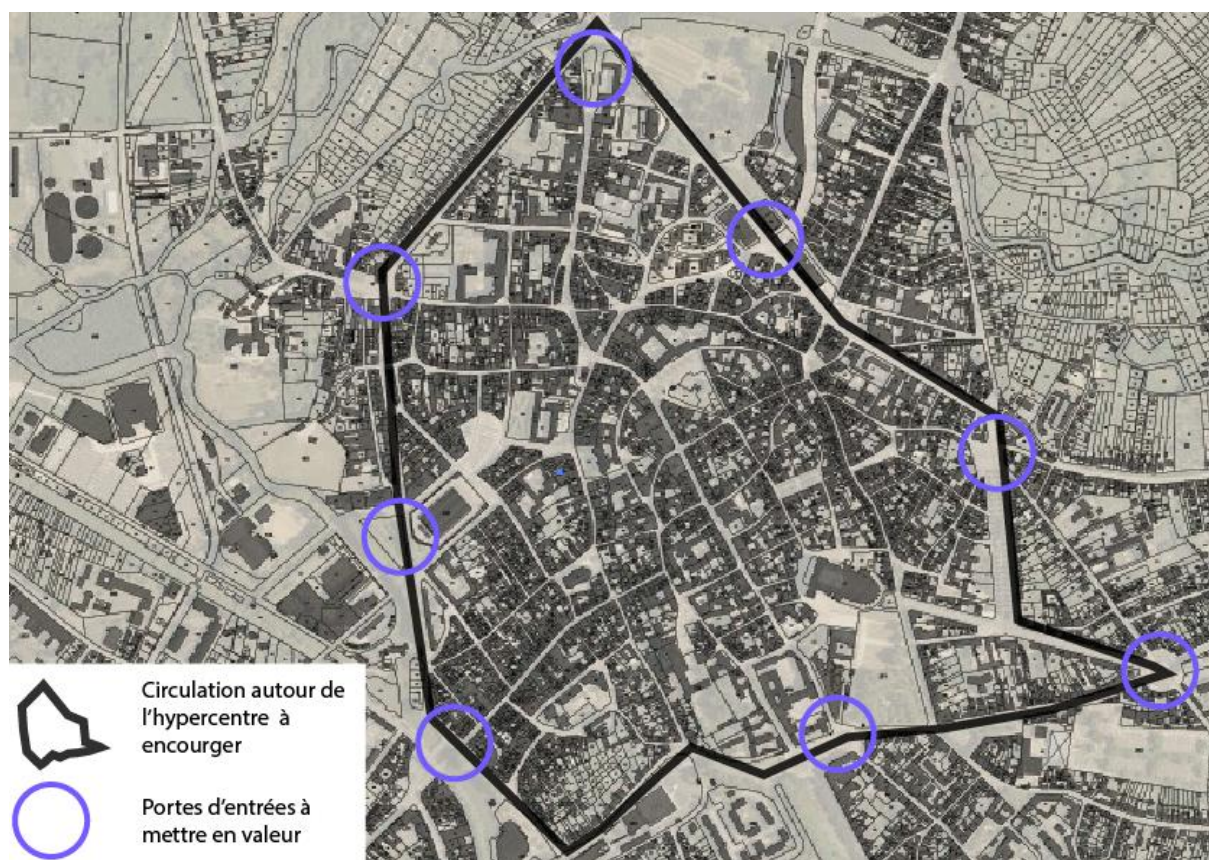 Circulation autour de
l'hypercentre à
encourger
Portes d'entrées à
mettre en valeur